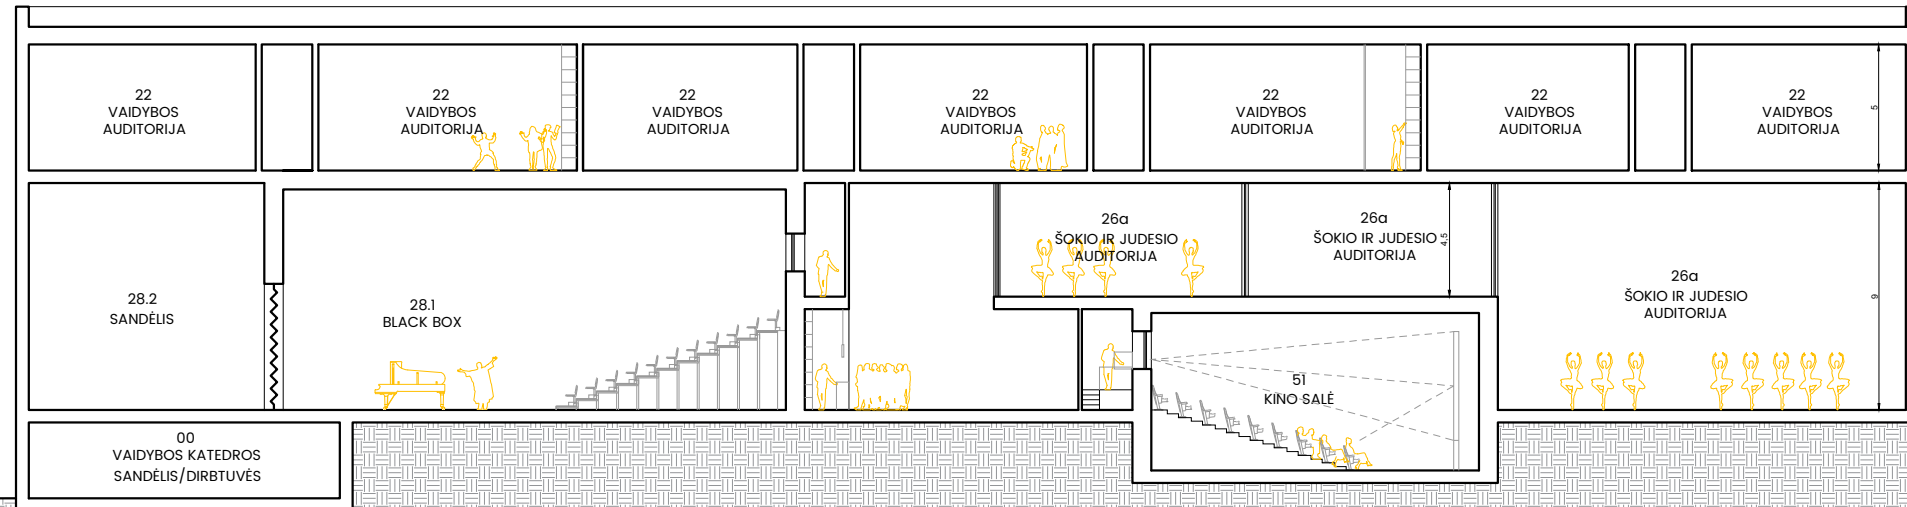 22
VAIDYBOS
AUDITORIJA
22
VAIDYBOS
AUDITORIJA
22
VAIDYBOS
AUDITORIJA
22
VAIDYBOS
AUDITORIJA
22
VAIDYBOS
AUDITORIJA
22
VAIDYBOS
AUDITORIJA
22
VAIDYBOS
AUDITORIJA
5
28.2
SANDĖLIS
28.1
BLACK BOX
26a
ŠOKIO IR JUDESIO
AUDITORIJA
26a
ŠOKIO IR JUDESIO
AUDITORIJA
4,5
26a
ŠOKIO IR JUDESIO
AUDITORIJA
9
51
KINO SALĖ
00
VAIDYBOS KATEDROS
SANDĖLIS/DIRBTUVĖS